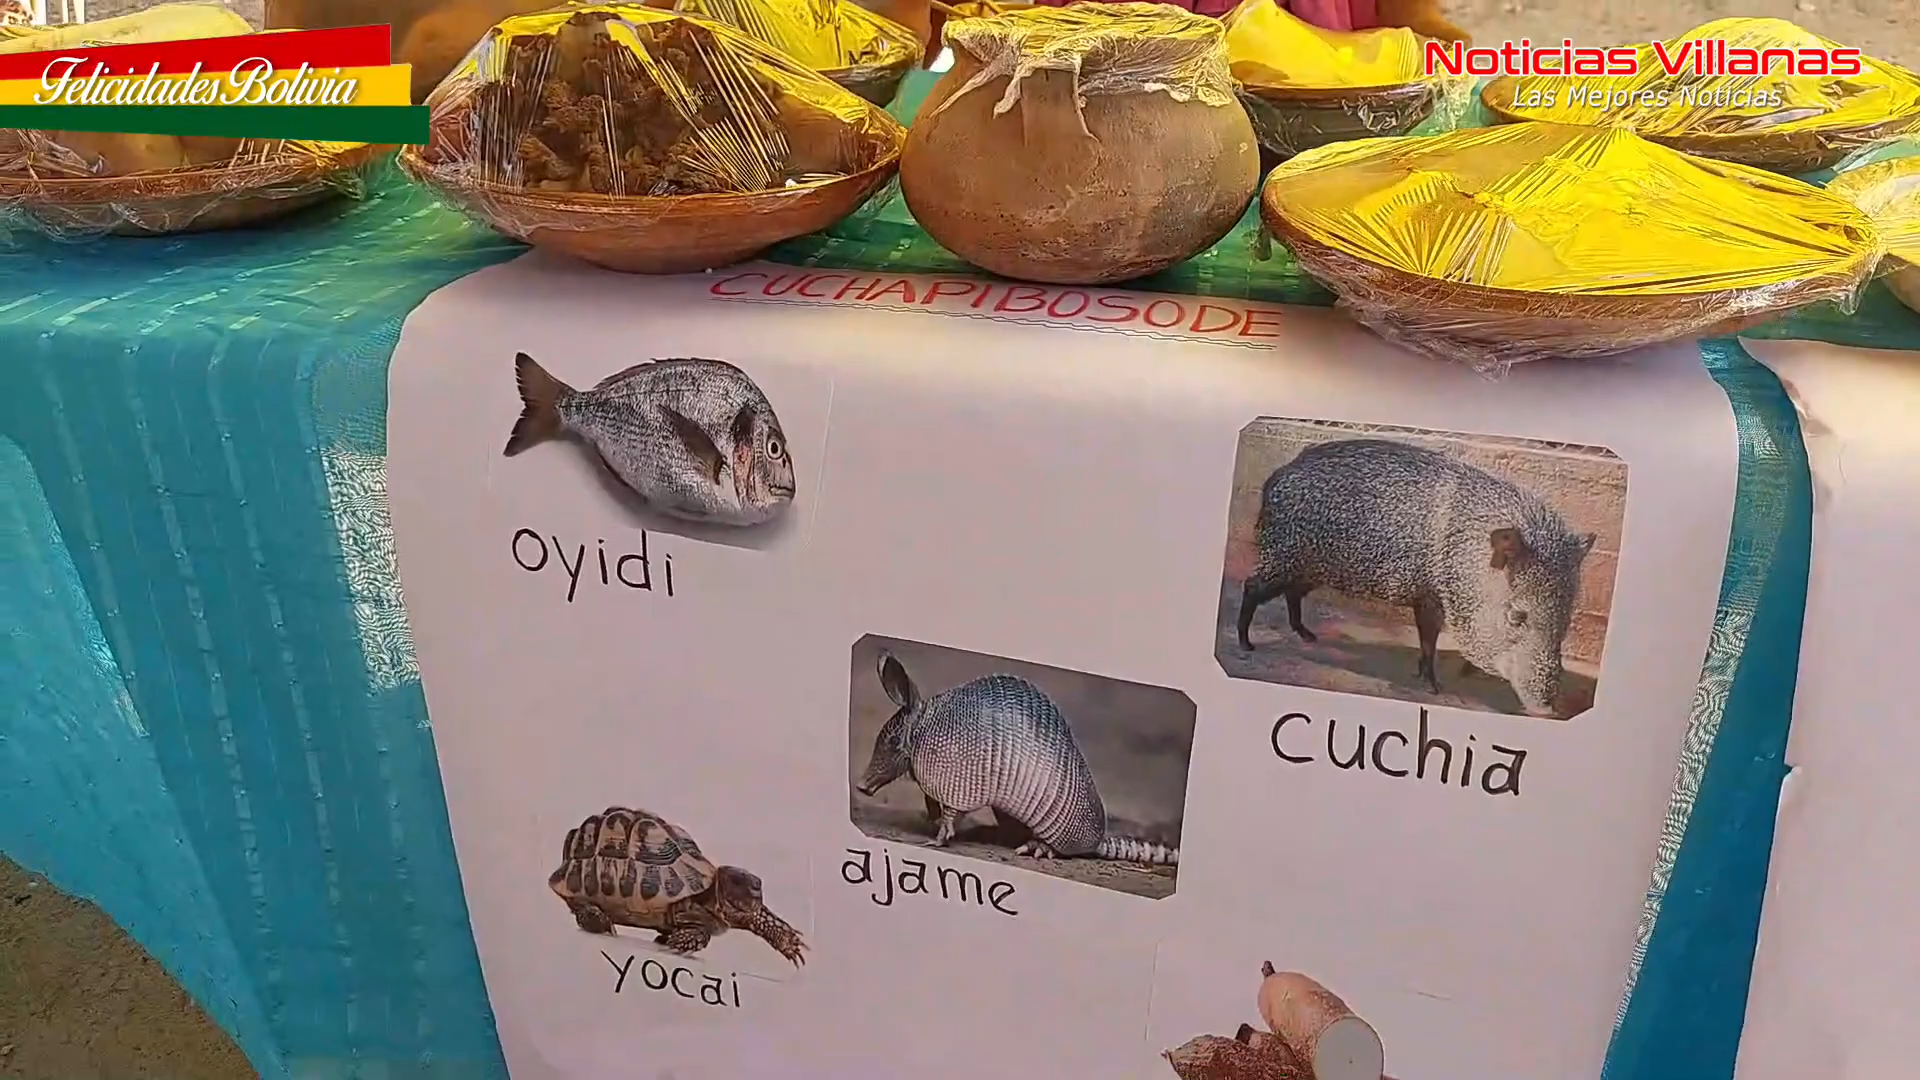 Felicidades Bolivia
Noticias Villanas
Las Mejores Noticias
CUCHAPIBOSODE
oyidi
cuchia
ajame
yocai